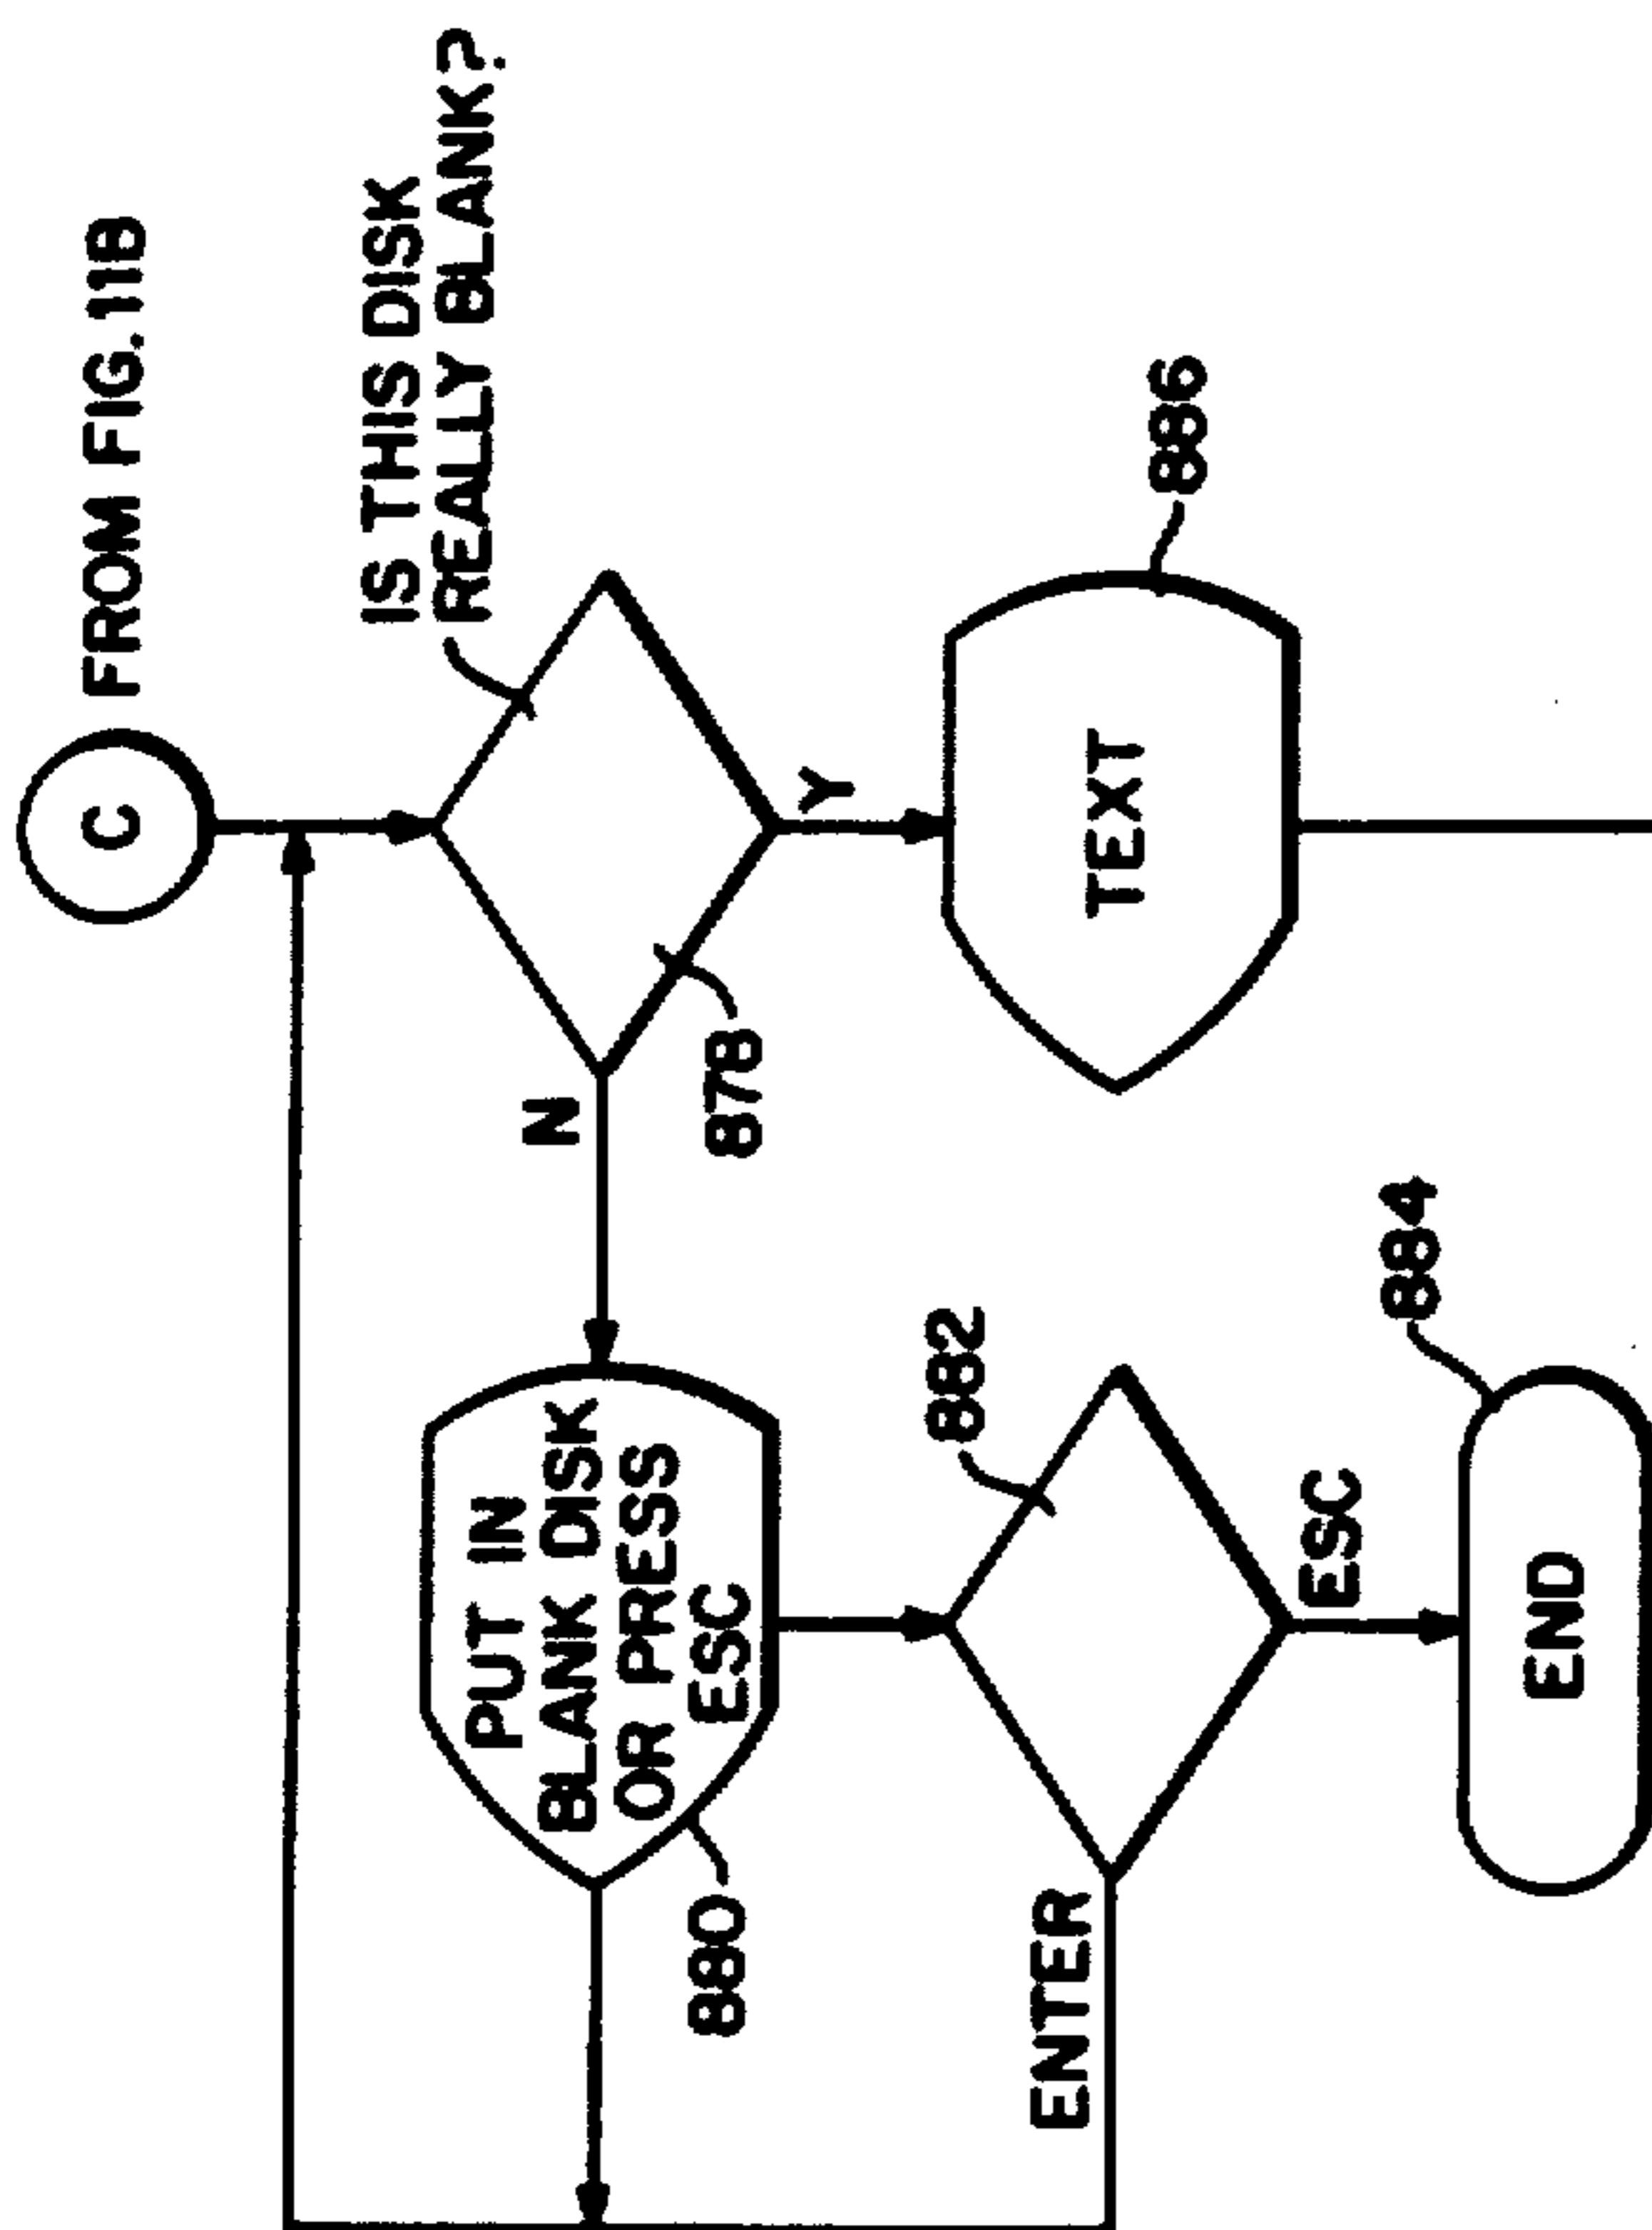 C
FROM FIG. 11B
IS THIS DISK
REALLY BLANK?
N
878
Y
PUT IN
BLANK DISK
OR PRESS
ESC
880
882
TEXT
886
ENTER
ESC
884
END